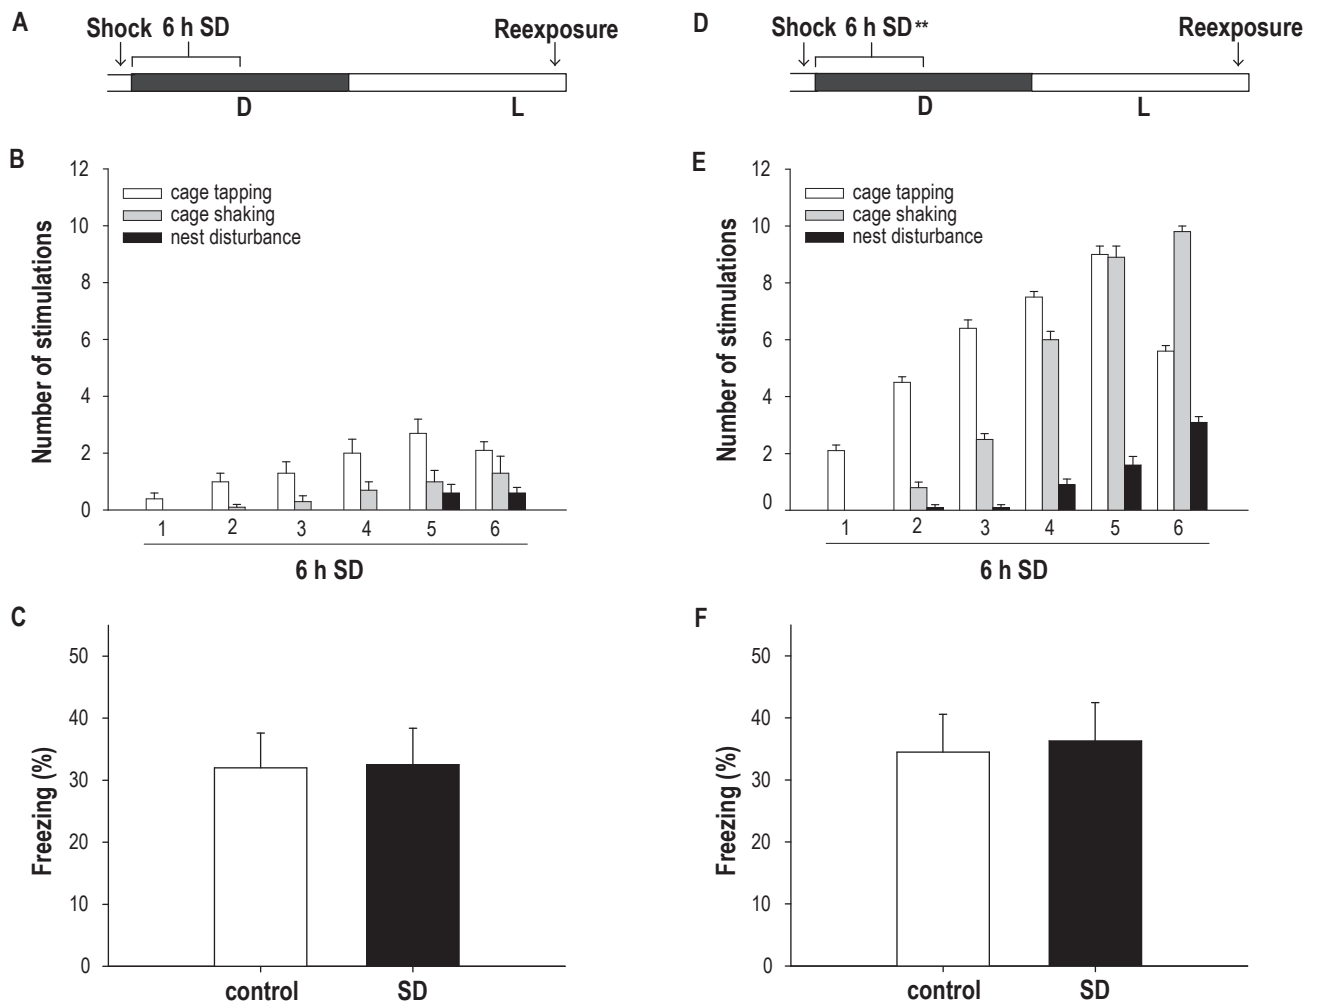 A
Shock 6 h SD
Reexposure
D
L
D
Shock 6 h SD**
Reexposure
D
L
B
12
10
8
6
4
2
0
Number of stimulations
cage tapping
cage shaking
nest disturbance
1 2 3 4 5 6
6 h SD
E
12
10
8
6
4
2
0
Number of stimulations
cage tapping
cage shaking
nest disturbance
1 2 3 4 5 6
6 h SD
C
50
40
30
20
10
0
Freezing (%)
control SD
F
50
40
30
20
10
0
Freezing (%)
control SD